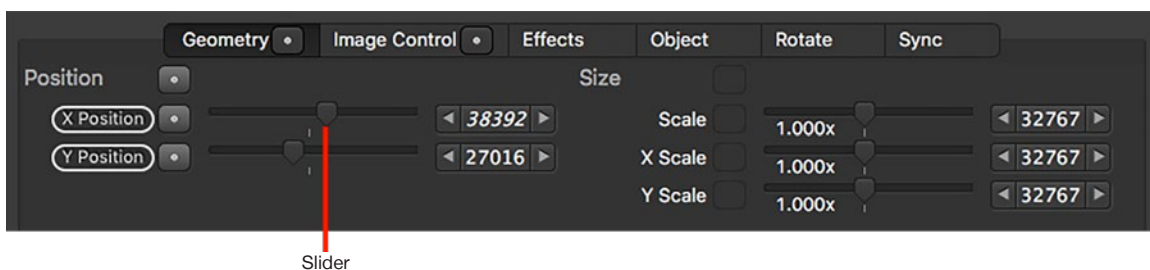 Geometry Image Control Effects Object Rotate Sync
Position Size
X Position 38392 Scale 1.000x 32767
Y Position 27016 X Scale 1.000x 32767
Y Scale 1.000x 32767
Slider